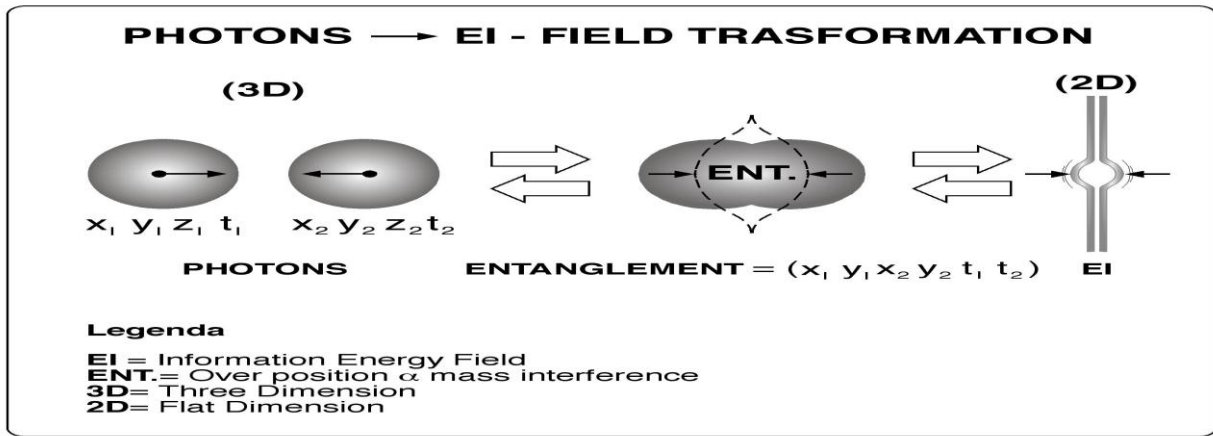 PHOTONS → EI - FIELD TRASFORMATION
(3D)
(2D)
ENT.
x₁ y₁ z₁ t₁
x₂ y₂ z₂ t₂
PHOTONS
ENTANGLEMENT = (x₁ y₁ x₂ y₂ t₁ t₂)
EI
Legenda
EI = Information Energy Field
ENT.= Over position α mass interference
3D= Three Dimension
2D= Flat Dimension